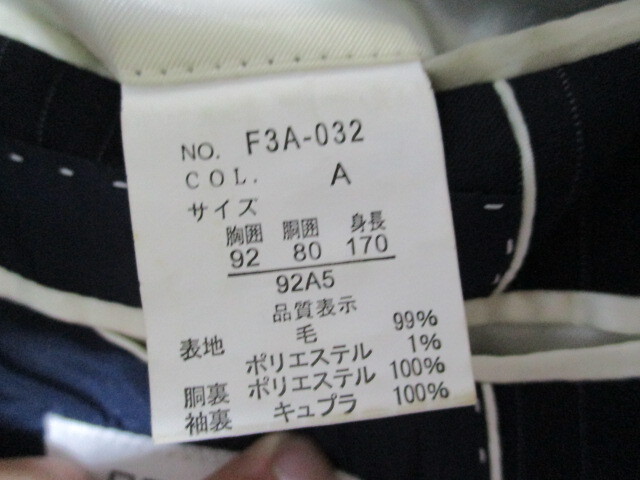 NO. F3A-032
COL. A
サイズ
胸囲 胴囲 身長
92 80 170
92A5
品質表示
表地 毛 99%
ポリエステル 1%
胴裏 ポリエステル 100%
袖裏 キュプラ 100%